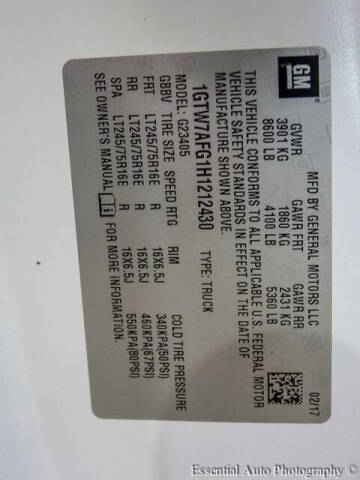 GM
MFD BY GENERAL MOTORS LLC 02/17
GVWR GAWR FRT GAWR RR
3901 KG 1860 KG 2431 KG
8600 LB 4100 LB 5360 LB
THIS VEHICLE CONFORMS TO ALL APPLICABLE U.S. FEDERAL MOTOR
VEHICLE SAFETY STANDARDS IN EFFECT ON THE DATE OF
MANUFACTURE SHOWN ABOVE.
1GTW7AFG1H1212430 TYPE: TRUCK
MODEL: G23405
GBBV TIRE SIZE SPEED RTG RIM COLD TIRE PRESSURE
FRT LT245/75R16E R 16X6.5J 340KPA(50PSI)
RR LT245/75R16E R 16X6.5J 460KPA(67PSI)
SPA LT245/75R16E R 16X6.5J 550KPA(80PSI)
SEE OWNER'S MANUAL FOR MORE INFORMATION.
Essential Auto Photography ©